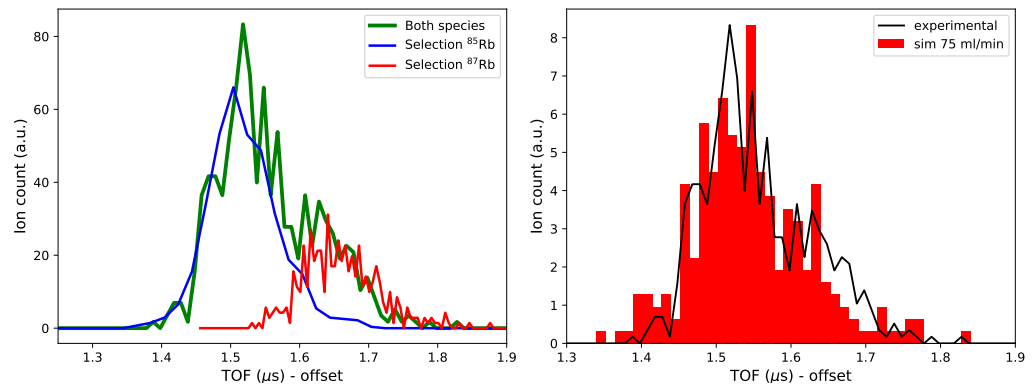 Both species
Selection ⁸⁵Rb
Selection ⁸⁷Rb
Ion count (a.u.)
80
60
40
20
0
1.3 1.4 1.5 1.6 1.7 1.8 1.9
TOF (μs) - offset
experimental
sim 75 ml/min
Ion count (a.u.)
8
7
6
5
4
3
2
1
0
1.3 1.4 1.5 1.6 1.7 1.8 1.9
TOF (μs) - offset